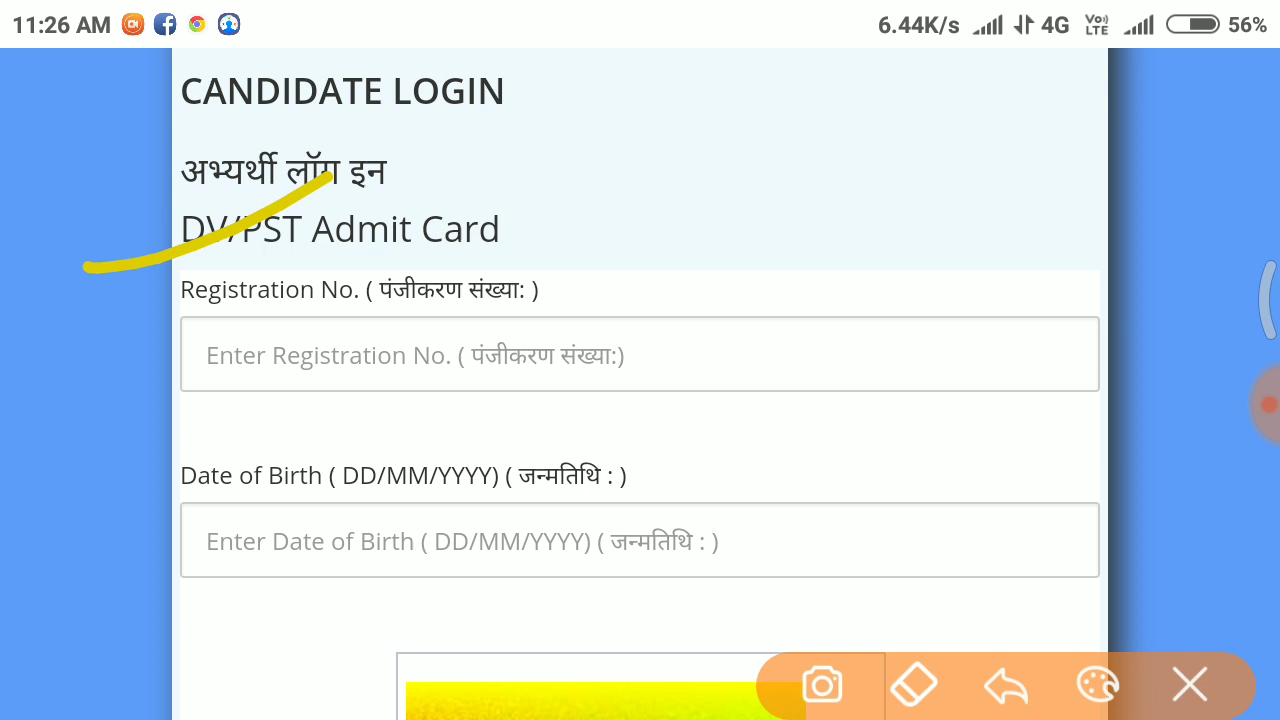 11:26 AM 6.44K/s 4G Vo) LTE 56%
CANDIDATE LOGIN
अभ्यर्थी लॉग इन
DV/PST Admit Card
Registration No. ( पंजीकरण संख्या: )
Enter Registration No. ( पंजीकरण संख्या:)
Date of Birth ( DD/MM/YYYY) ( जन्मतिथि : )
Enter Date of Birth ( DD/MM/YYYY) ( जन्मतिथि : )